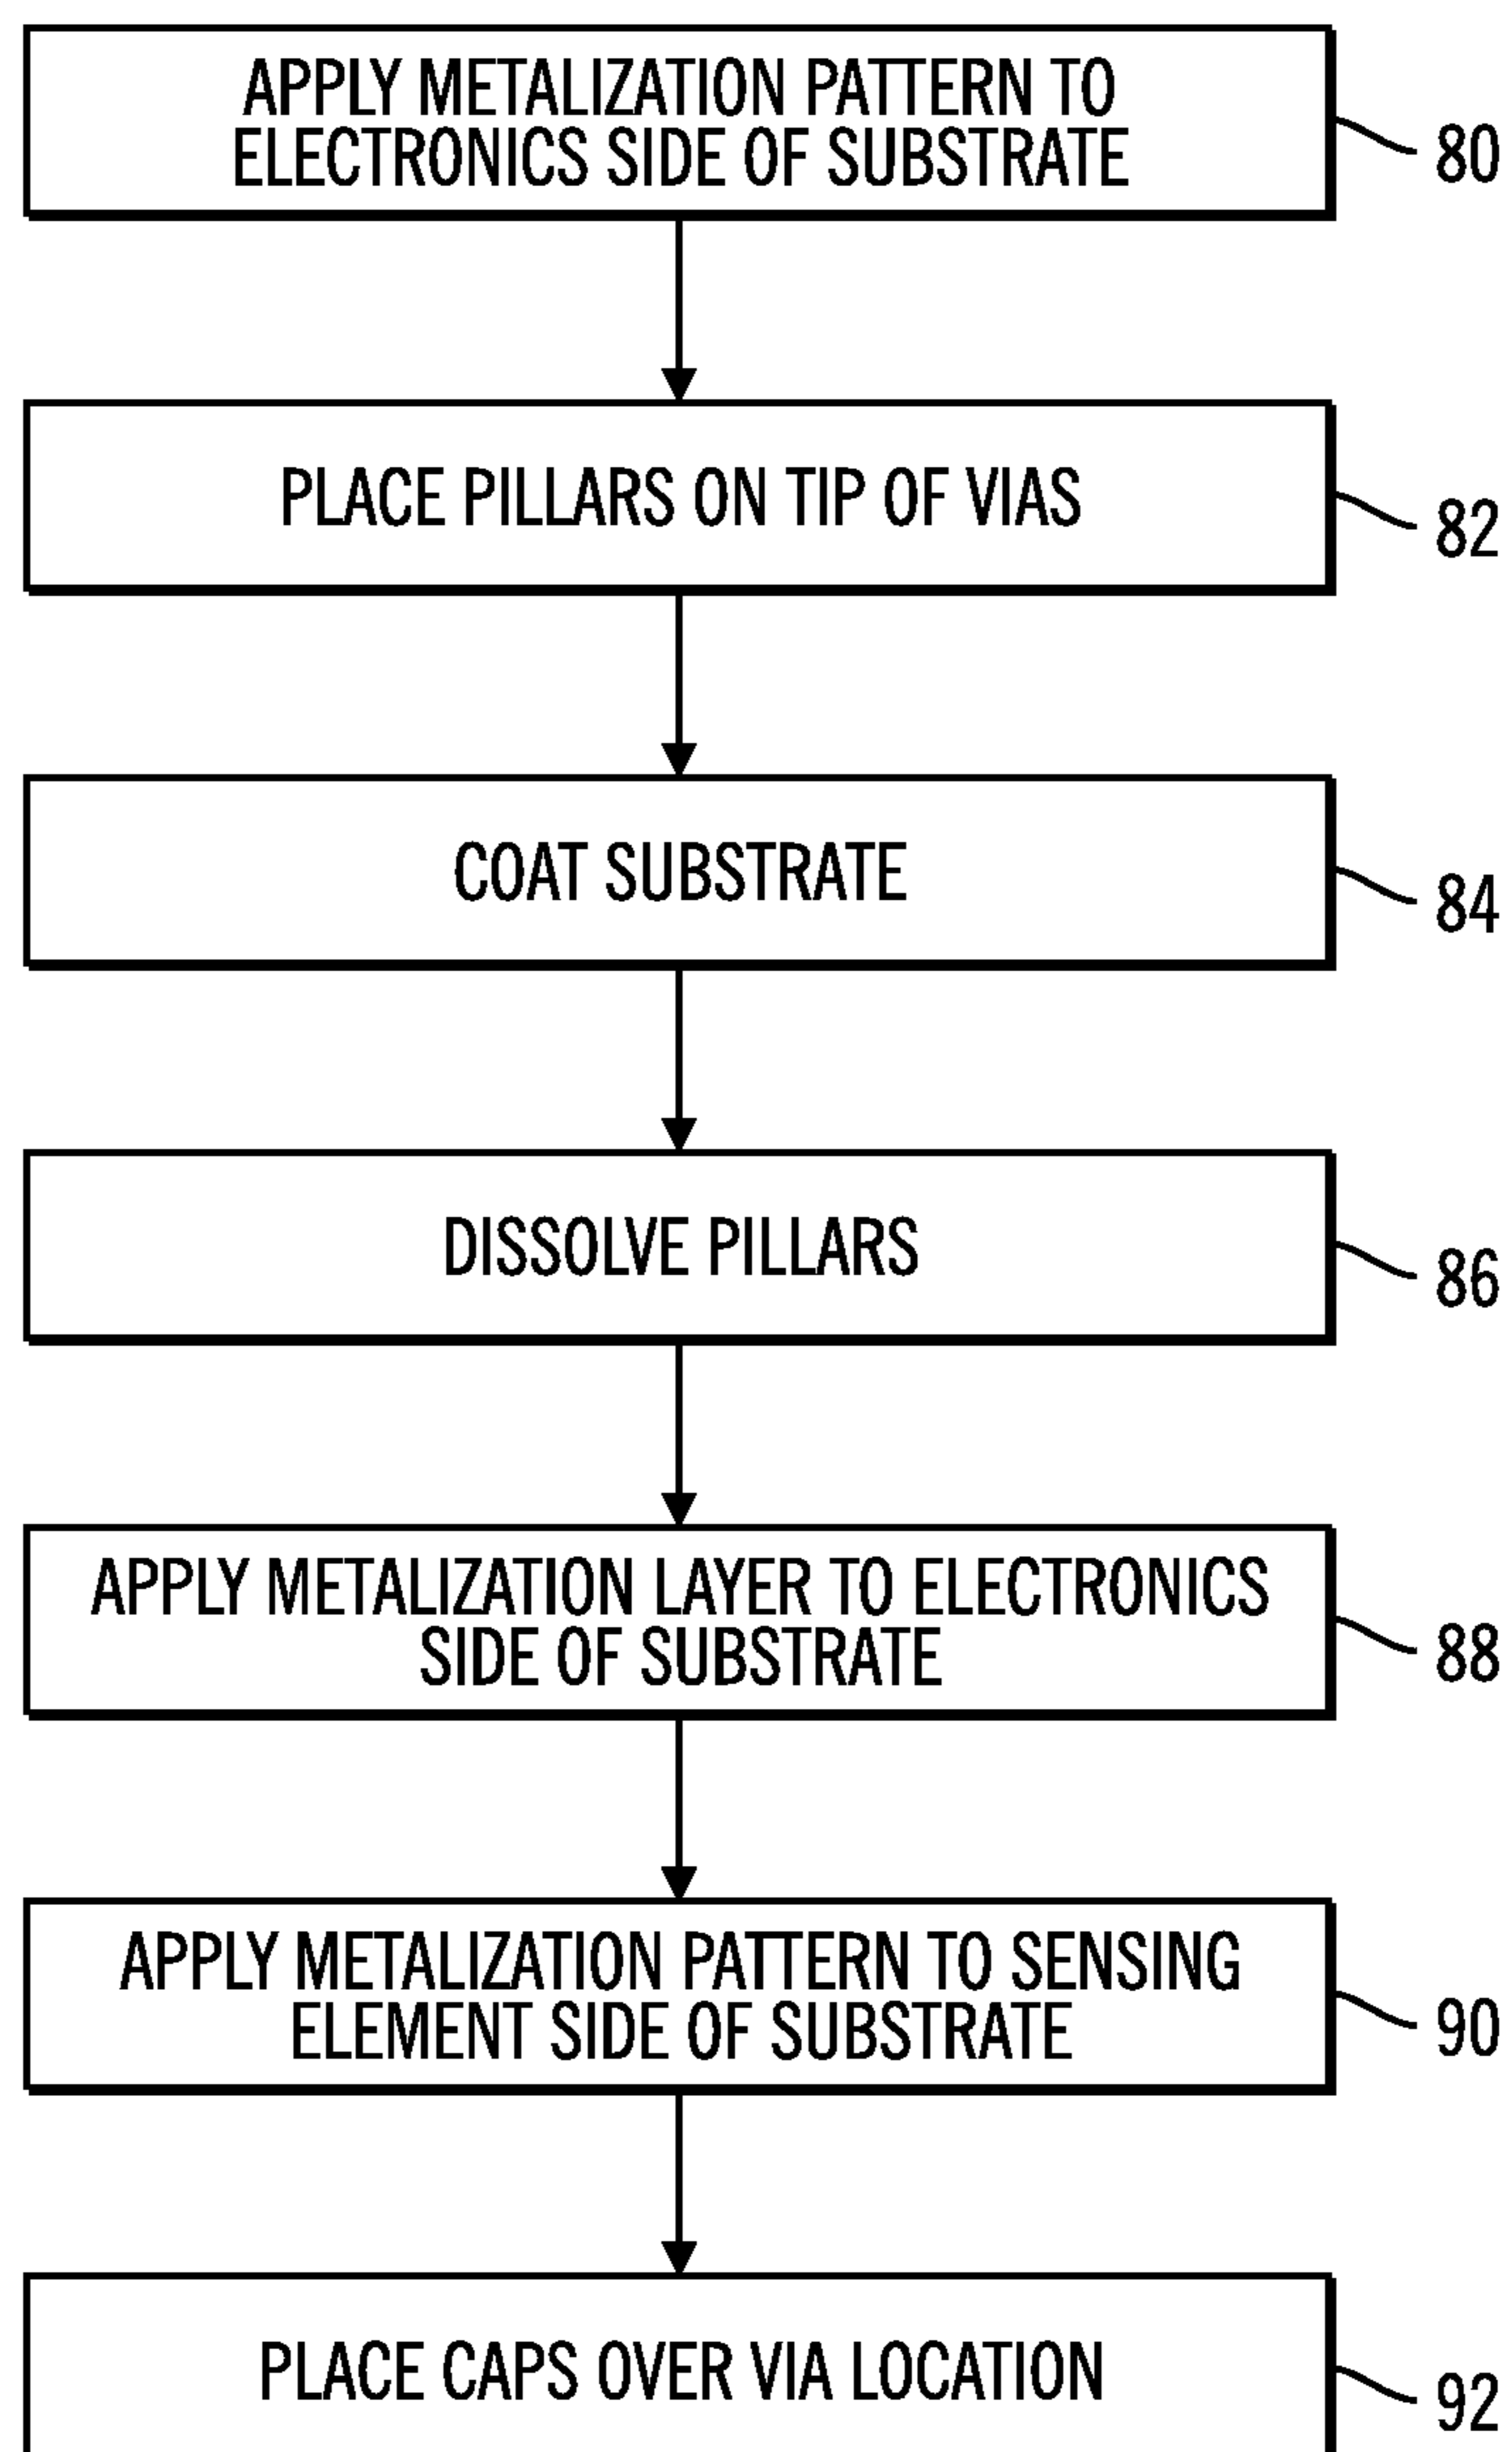 APPLY METALIZATION PATTERN TO
ELECTRONICS SIDE OF SUBSTRATE
80
PLACE PILLARS ON TIP OF VIAS
82
COAT SUBSTRATE
84
DISSOLVE PILLARS
86
APPLY METALIZATION LAYER TO ELECTRONICS
SIDE OF SUBSTRATE
88
APPLY METALIZATION PATTERN TO SENSING
ELEMENT SIDE OF SUBSTRATE
90
PLACE CAPS OVER VIA LOCATION
92